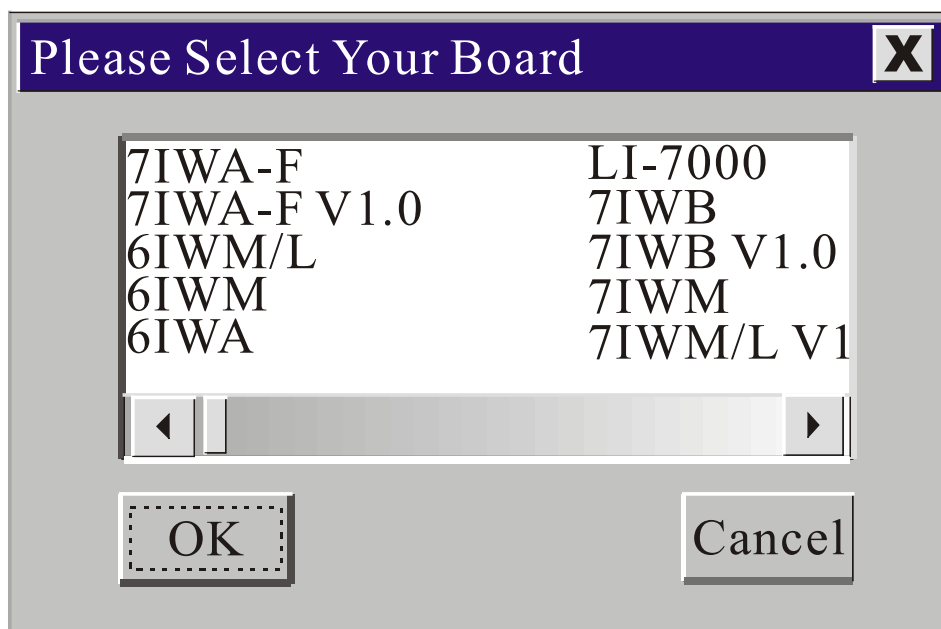 Please Select Your Board
X
7IWA-F
7IWA-F V1.0
6IWM/L
6IWM
6IWA
LI-7000
7IWB
7IWB V1.0
7IWM
7IWM/L V1
OK
Cancel